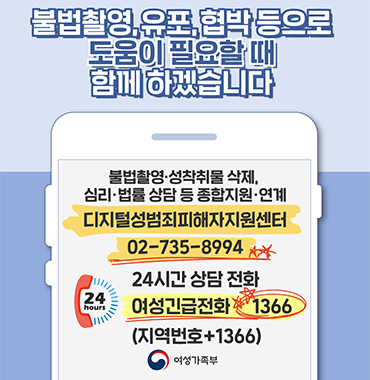 불법촬영, 유포, 협박 등으로
도움이 필요할 때
함께 하겠습니다
불법촬영·성착취물 삭제,
심리·법률 상담 등 종합지원·연계
디지털성범죄피해자지원센터
02-735-8994
24시간 상담 전화
24
hours
여성긴급전화 1366
(지역번호+1366)
여성가족부